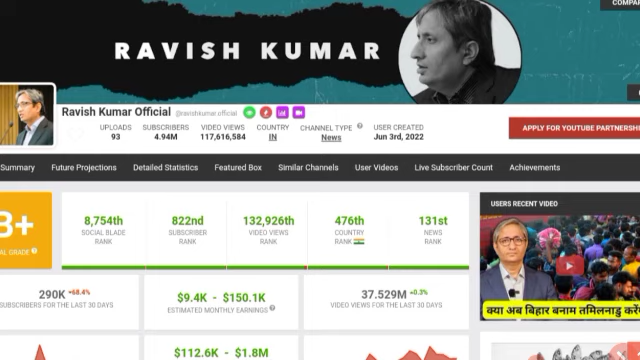 COMPAR
RAVISH KUMAR
Ravish Kumar Official @ravishkumar.official
UPLOADS
93
SUBSCRIBERS
4.94M
VIDEO VIEWS
117,616,584
COUNTRY
IN
CHANNEL TYPE
News
USER CREATED
Jun 3rd, 2022
APPLY FOR YOUTUBE PARTNERSH
Summary Future Projections Detailed Statistics Featured Box Similar Channels User Videos Live Subscriber Count Achievements
B+
AL GRADE
8,754th
SOCIAL BLADE
RANK
822nd
SUBSCRIBER
RANK
132,926th
VIDEO VIEWS
RANK
476th
COUNTRY
RANK
131st
NEWS
RANK
USERS RECENT VIDEO
क्या अब बिहार बनाम तमिलनाडु करें
290K -68.4%
SUBSCRIBERS FOR THE LAST 30 DAYS
$9.4K - $150.1K
ESTIMATED MONTHLY EARNINGS
37.529M +0.3%
VIDEO VIEWS FOR THE LAST 30 DAYS
$112.6K - $1.8M